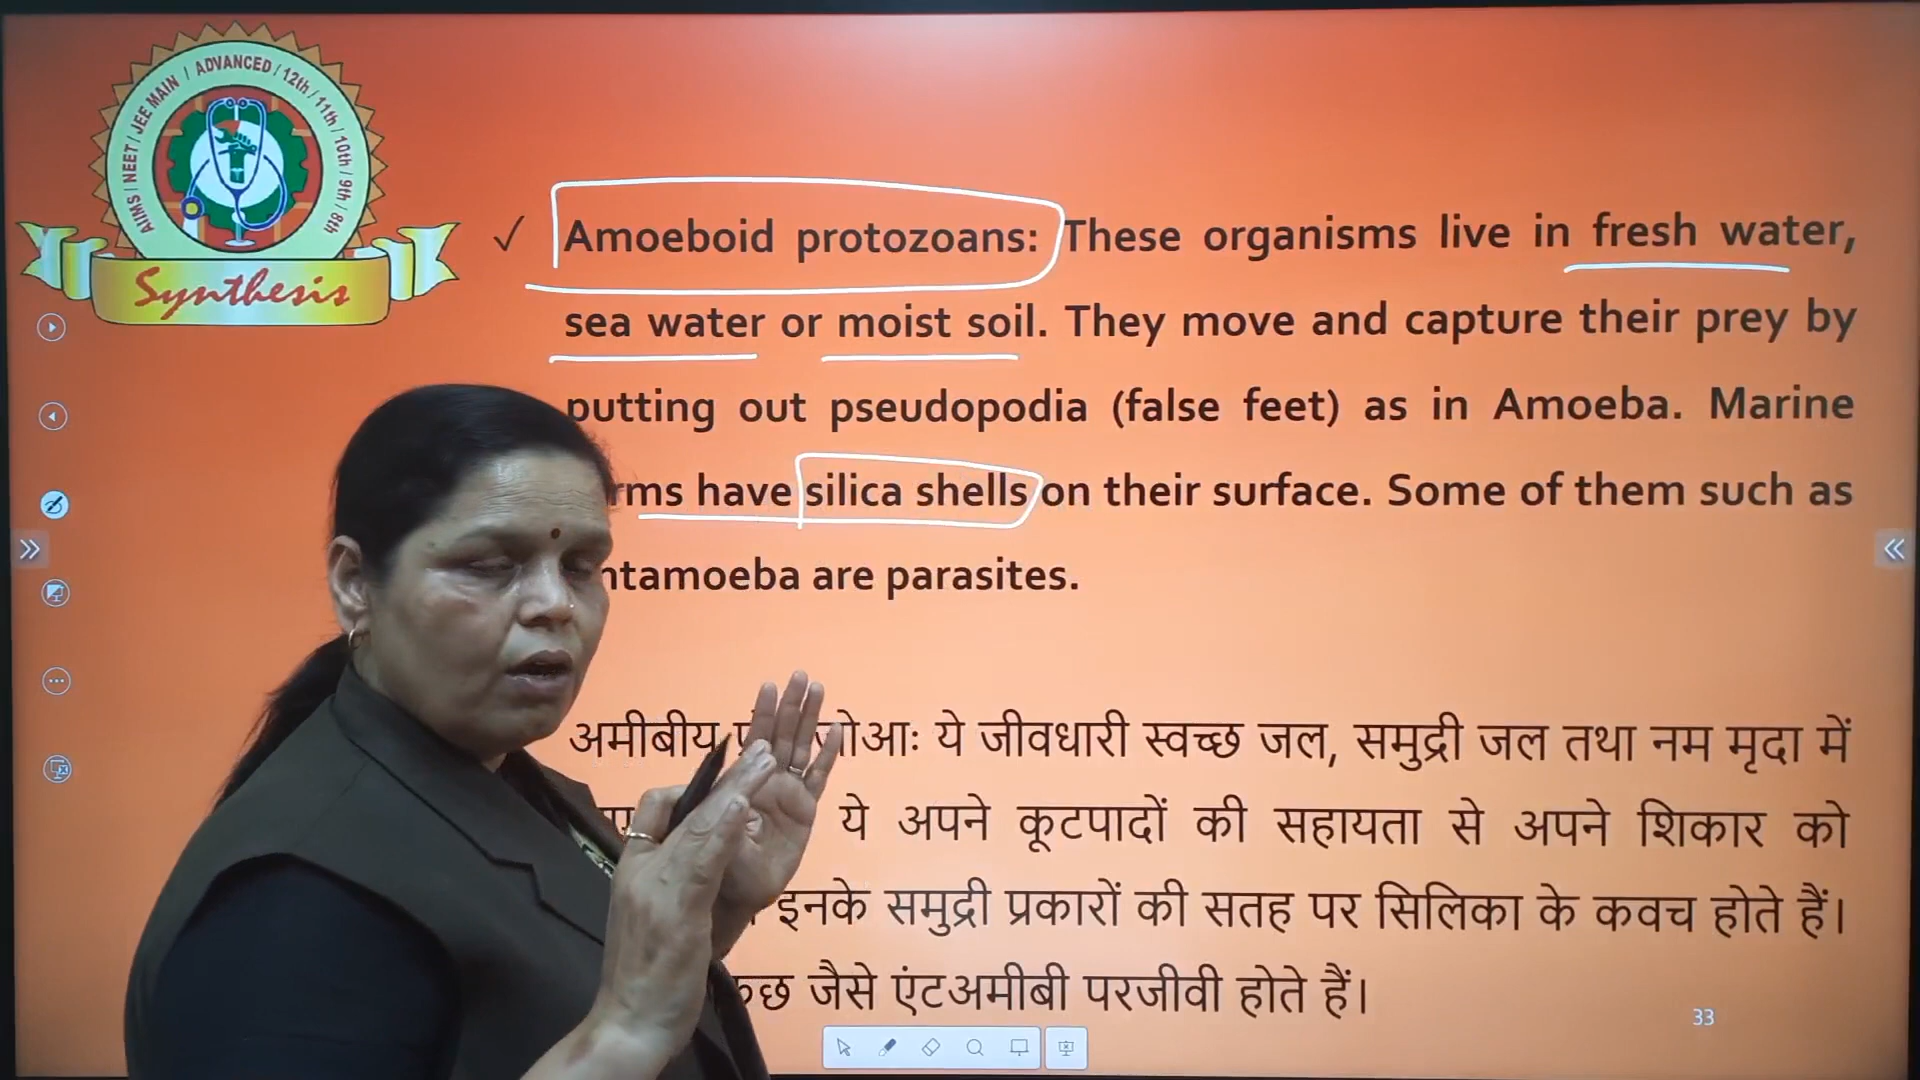 AIIMS / NEET / JEE MAIN / ADVANCED / 12th / 11th / 10th / 9th / 8th
Synthesis
✓ Amoeboid protozoans: These organisms live in fresh water,
sea water or moist soil. They move and capture their prey by
putting out pseudopodia (false feet) as in Amoeba. Marine
have silica shells on their surface. Some of them such as
are parasites.
अमीबीय ये जीवधारी स्वच्छ जल, समुद्री जल तथा नम मृदा में
ये अपने कूटपादों की सहायता से अपने शिकार को
इनके समुद्री प्रकारों की सतह पर सिलिका के कवच होते हैं।
जैसे एंटअमीबी परजीवी होते हैं।
33